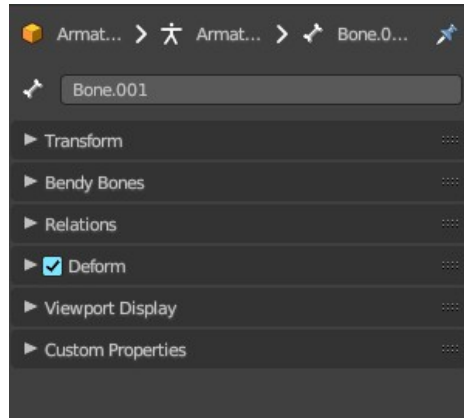 Armat... Armat... Bone.0...
Bone.001
Transform
Bendy Bones
Relations
Deform
Viewport Display
Custom Properties